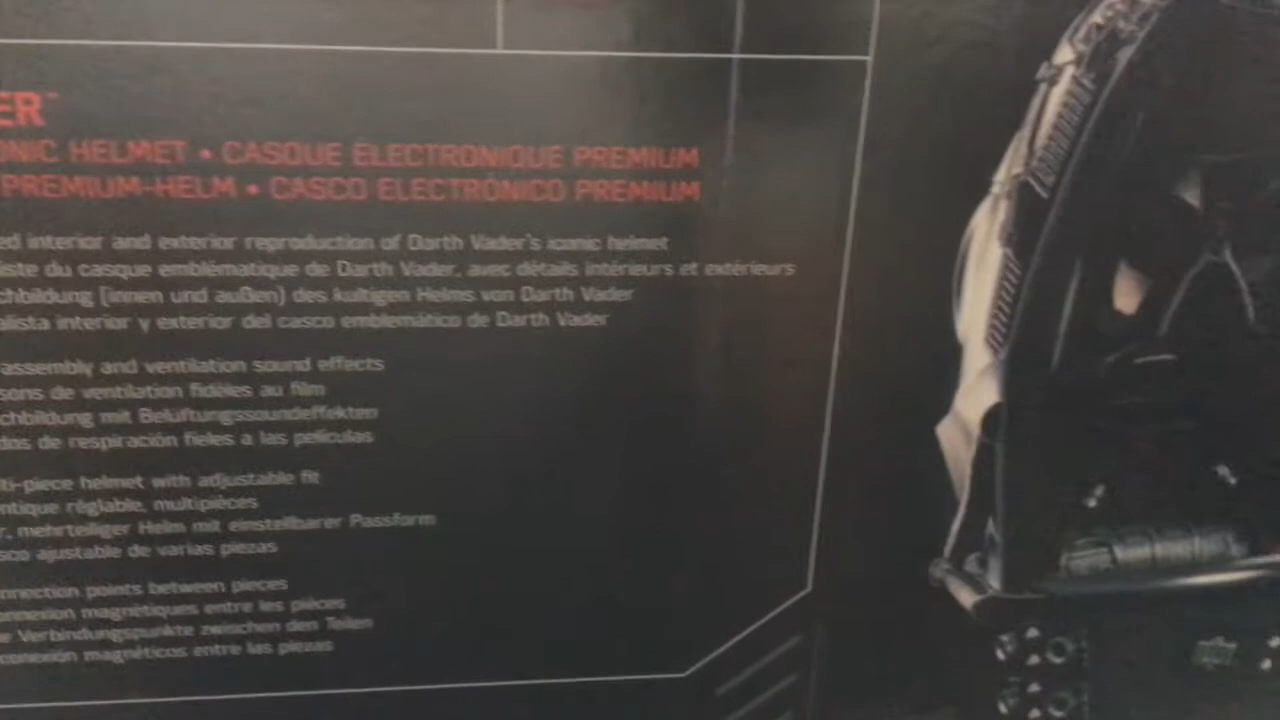 ER™
ONIC HELMET • CASQUE ÉLECTRONIQUE PREMIUM
PREMIUM-HELM • CASCO ELECTRÓNICO PREMIUM
ed interior and exterior reproduction of Darth Vader's iconic helmet
iste du casque emblématique de Darth Vader, avec détails intérieurs et extérieurs
chbildung (innen und außen) des kultigen Helms von Darth Vader
alista interior y exterior del casco emblemático de Darth Vader
assembly and ventilation sound effects
sons de ventilation fidèles au film
chbildung mit Belüftungssoundeffekten
dos de respiración fieles a las películas
ti-piece helmet with adjustable fit
ntique réglable, multipièces
r, mehrteiliger Helm mit einstellbarer Passform
sco ajustable de varias piezas
nnection points between pieces
onnexion magnétiques entre les pièces
e Verbindungspunkte zwischen den Teilen
conexión magnéticos entre las piezas